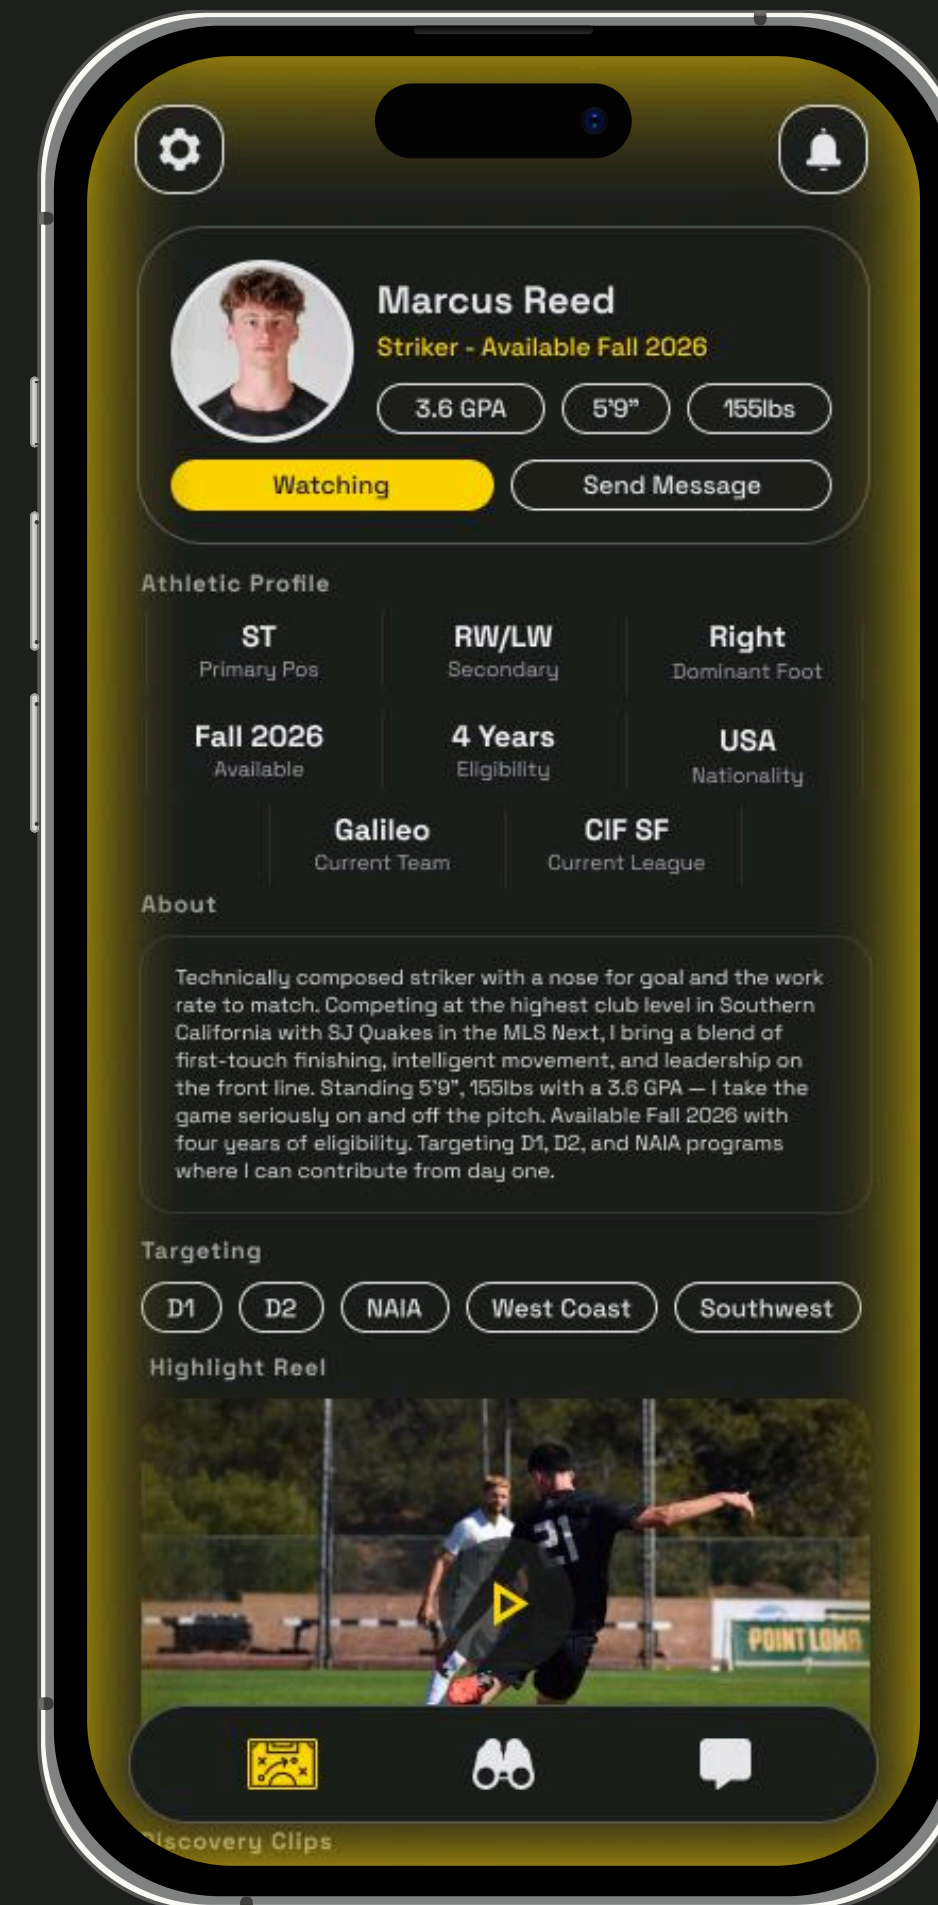 Marcus Reed
Striker - Available Fall 2026
3.6 GPA
5'9"
155lbs
Watching
Send Message
Athletic Profile
ST
RW/LW
Right
Primary Pos
Secondary
Dominant Foot
Fall 2026
4 Years
USA
Available
Eligibility
Nationality
Galileo
CIF SF
Current Team
Current League
About
Technically composed striker with a nose for goal and the work
rate to match. Competing at the highest club level in Southern
California with SJ Quakes in the MLS Next, I bring a blend of
first-touch finishing, intelligent movement, and leadership on
the front line. Standing 5'9", 155lbs with a 3.6 GPA — I take the
game seriously on and off the pitch. Available Fall 2026 with
four years of eligibility. Targeting D1, D2, and NAIA programs
where I can contribute from day one.
Targeting
D1
D2
NAIA
West Coast
Southwest
Highlight Reel
21
POINT LOMA
Discovery Clips